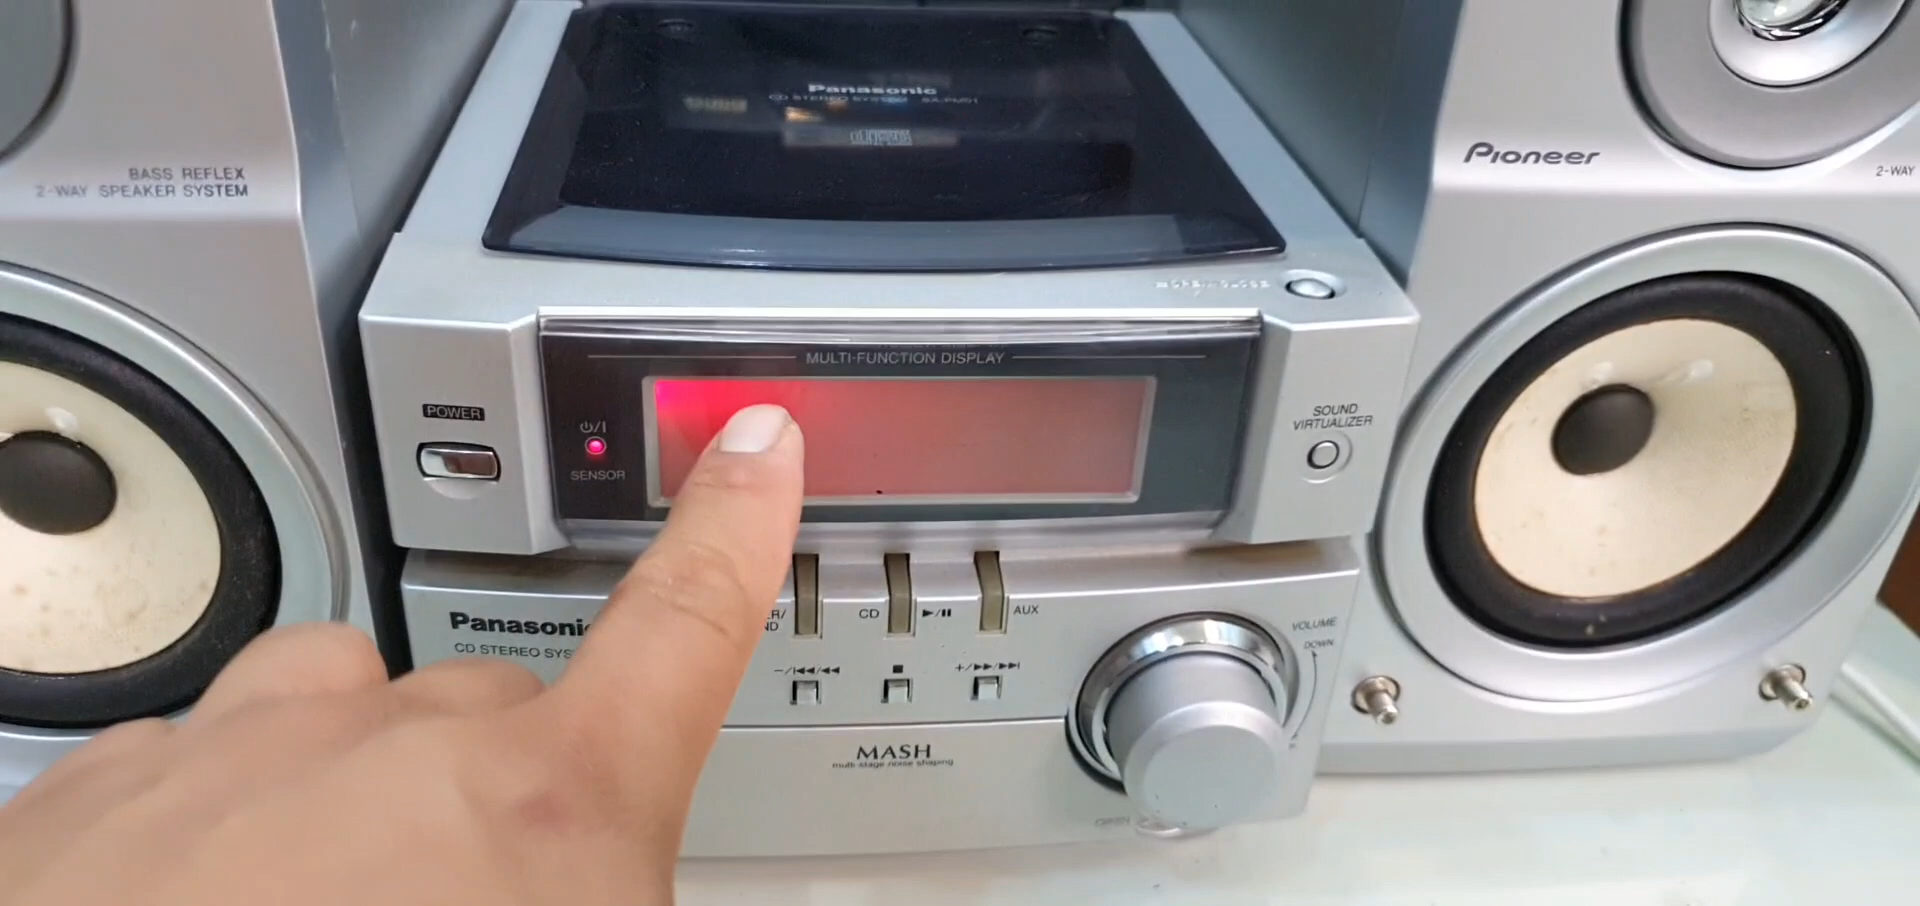 Panasonic
CD STEREO SYSTEM
BASS REFLEX
2-WAY SPEAKER SYSTEM
Pioneer
2-WAY
MULTI-FUNCTION DISPLAY
POWER
⏻/I
SENSOR
SOUND
VIRTUALIZER
Panasonic
CD STEREO SYS
CD ▶/⏸
AUX
VOLUME
DOWN
−/⏮/◀◀
■
+/▶▶/⏭
MASH
multi stage noise shaping